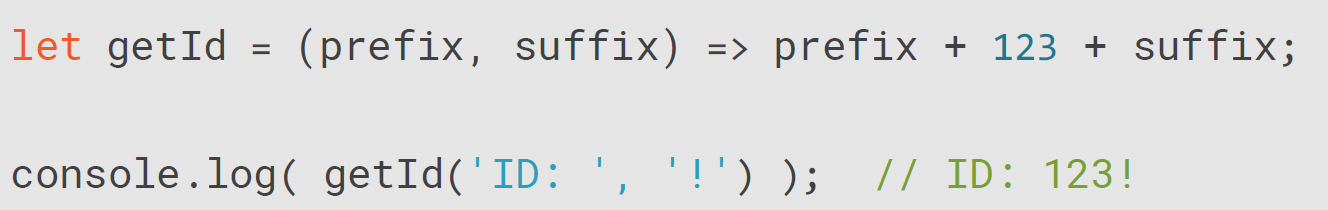 let getId = (prefix, suffix) => prefix + 123 + suffix;
console.log( getId('ID: ', '!') );  // ID: 123!